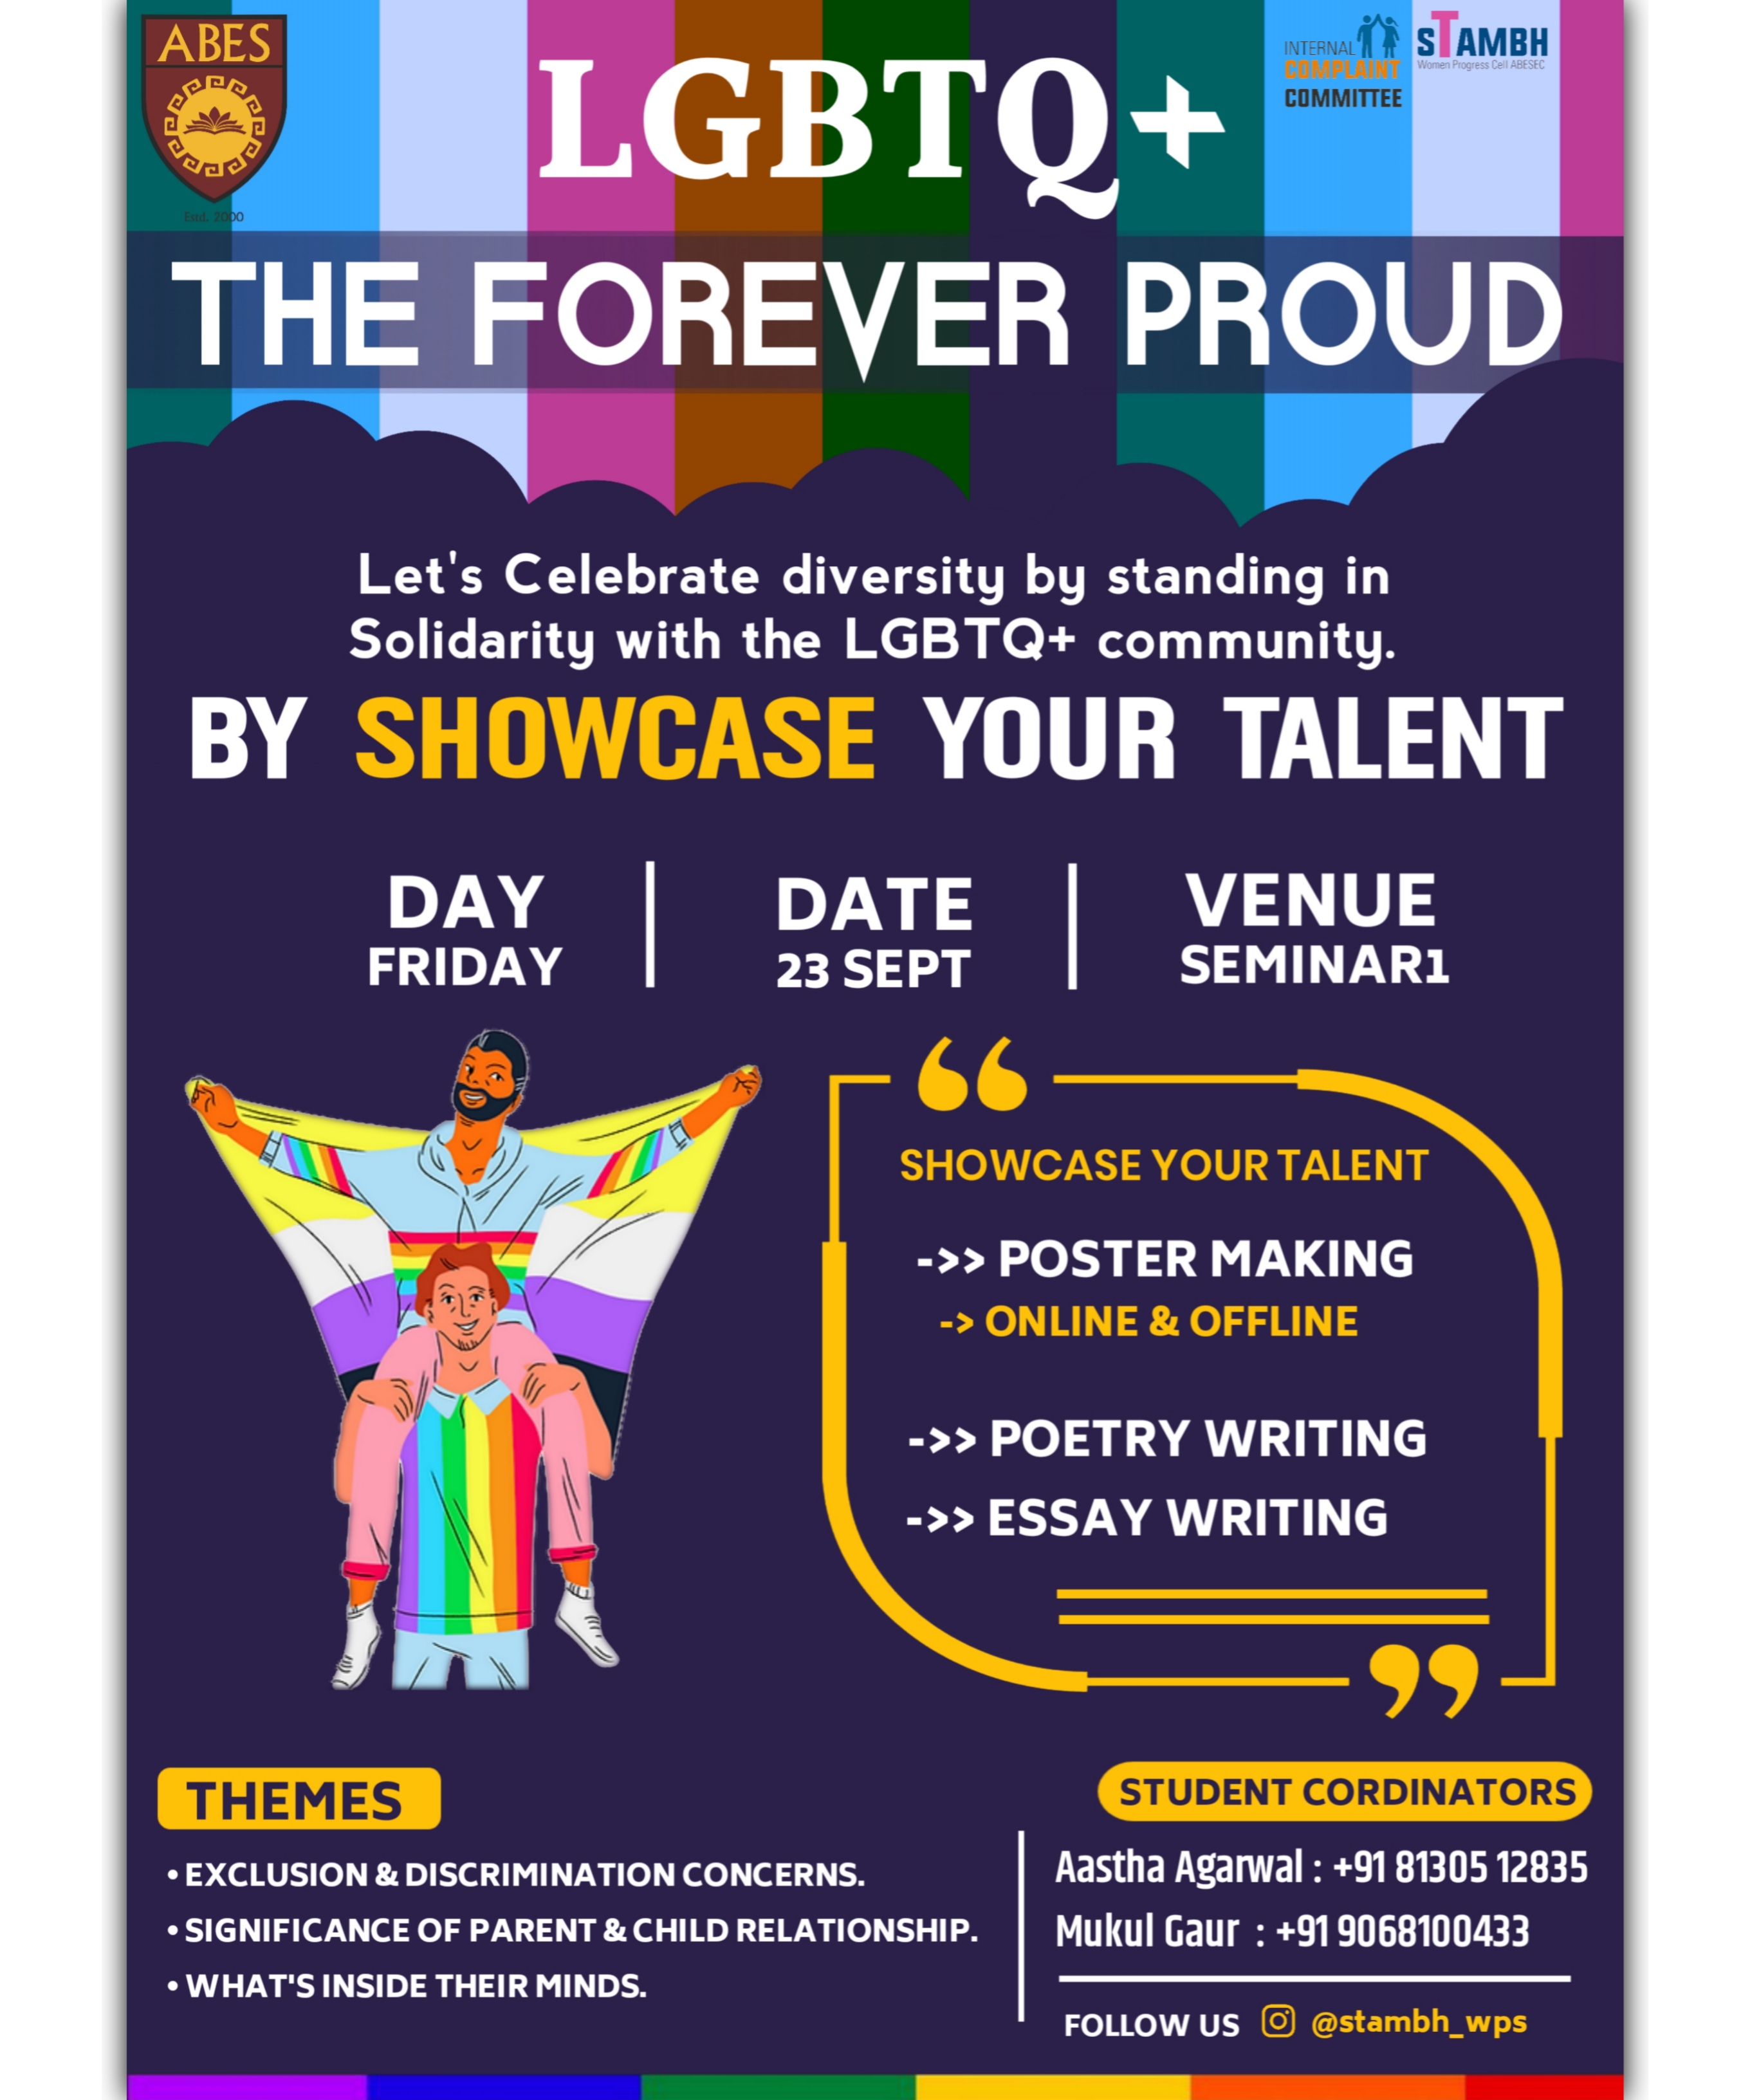 ABES
Estd. 2000
LGBTQ+
INTERNAL
COMPLAINT
COMMITTEE
STAMBH
Women Progress Cell ABESEC
THE FOREVER PROUD
Let's Celebrate diversity by standing in
Solidarity with the LGBTQ+ community.
BY SHOWCASE YOUR TALENT
DAY
FRIDAY
DATE
23 SEPT
VENUE
SEMINAR1
SHOWCASE YOUR TALENT
->> POSTER MAKING
-> ONLINE & OFFLINE
->> POETRY WRITING
->> ESSAY WRITING
THEMES
• EXCLUSION & DISCRIMINATION CONCERNS.
• SIGNIFICANCE OF PARENT & CHILD RELATIONSHIP.
• WHAT'S INSIDE THEIR MINDS.
STUDENT CORDINATORS
Aastha Agarwal : +91 81305 12835
Mukul Gaur : +91 9068100433
FOLLOW US @stambh_wps